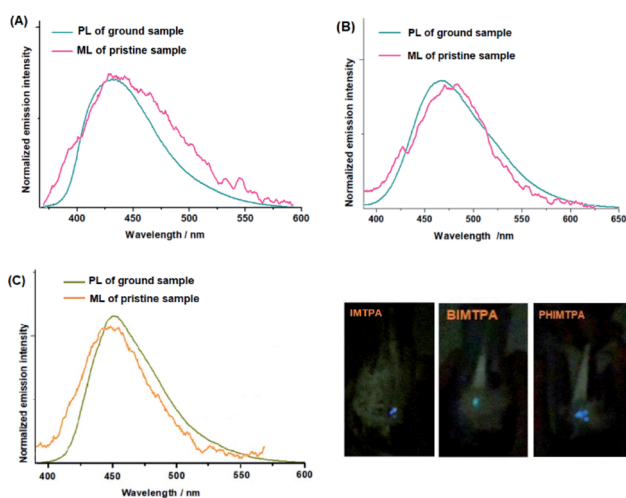 (A)
PL of ground sample
ML of pristine sample
Normalized emission intensity
400 450 500 550 600
Wavelength / nm
(B)
PL of ground sample
ML of pristine sample
Normalized emission intensity
400 450 500 550 600 650
Wavelength /nm
(C)
PL of ground sample
ML of pristine sample
Normalized emission intensity
400 450 500 550 600
Wavelength / nm
IMTPA
BIMTPA
PHIMTPA